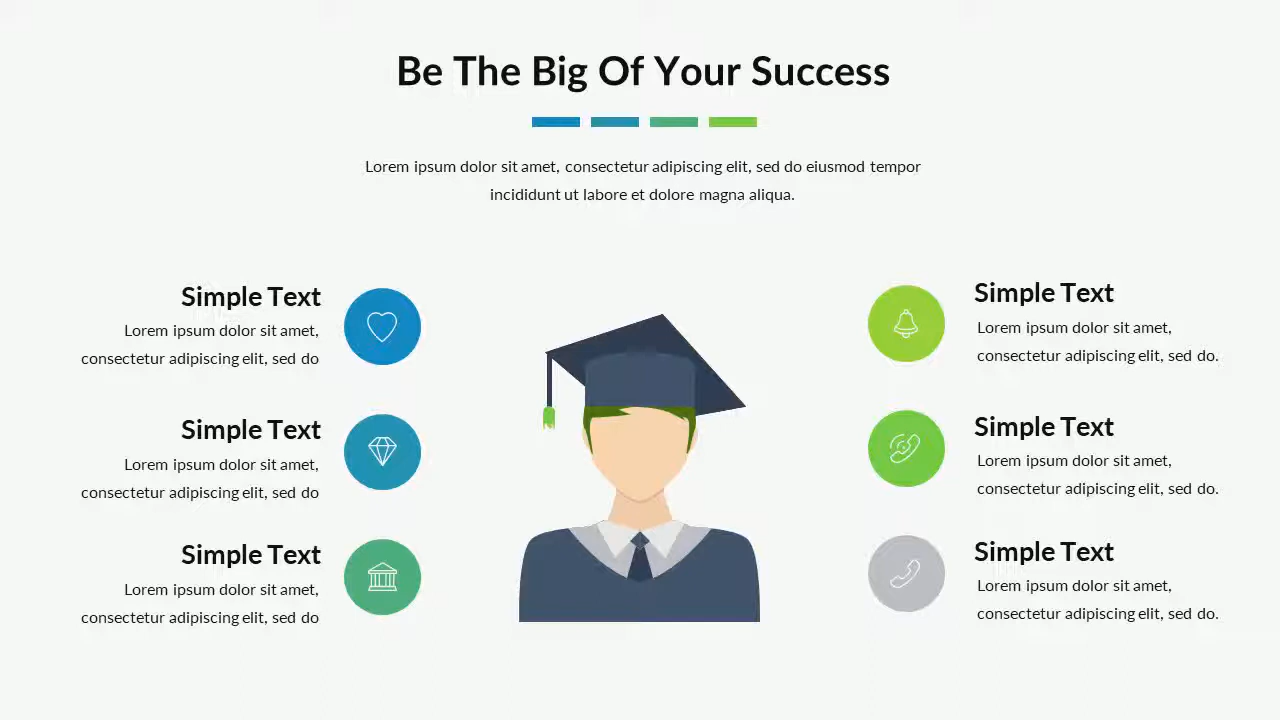 Be The Big Of Your Success
Lorem ipsum dolor sit amet, consectetur adipiscing elit, sed do eiusmod tempor
incididunt ut labore et dolore magna aliqua.
Simple Text
Lorem ipsum dolor sit amet,
consectetur adipiscing elit, sed do
Simple Text
Lorem ipsum dolor sit amet,
consectetur adipiscing elit, sed do
Simple Text
Lorem ipsum dolor sit amet,
consectetur adipiscing elit, sed do
Simple Text
Lorem ipsum dolor sit amet,
consectetur adipiscing elit, sed do.
Simple Text
Lorem ipsum dolor sit amet,
consectetur adipiscing elit, sed do.
Simple Text
Lorem ipsum dolor sit amet,
consectetur adipiscing elit, sed do.